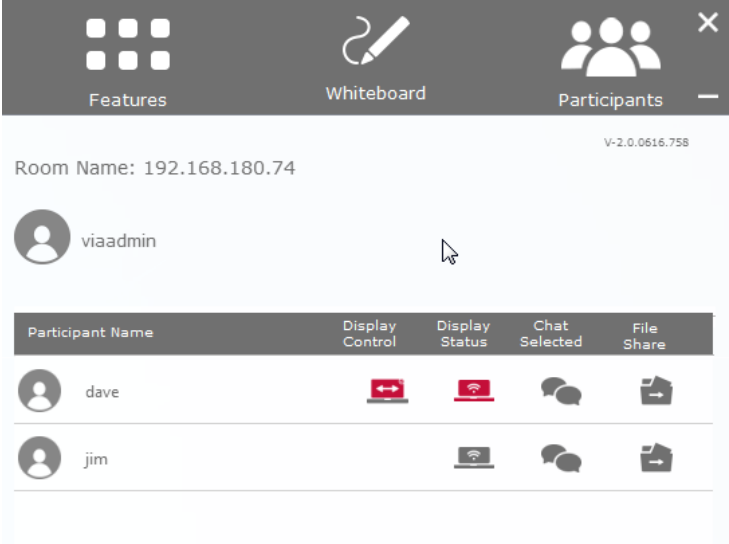 Features
Whiteboard
Participants
V-2.0.0616.758
Room Name: 192.168.180.74
viaadmin
Participant Name
Display Control
Display Status
Chat Selected
File Share
dave
jim